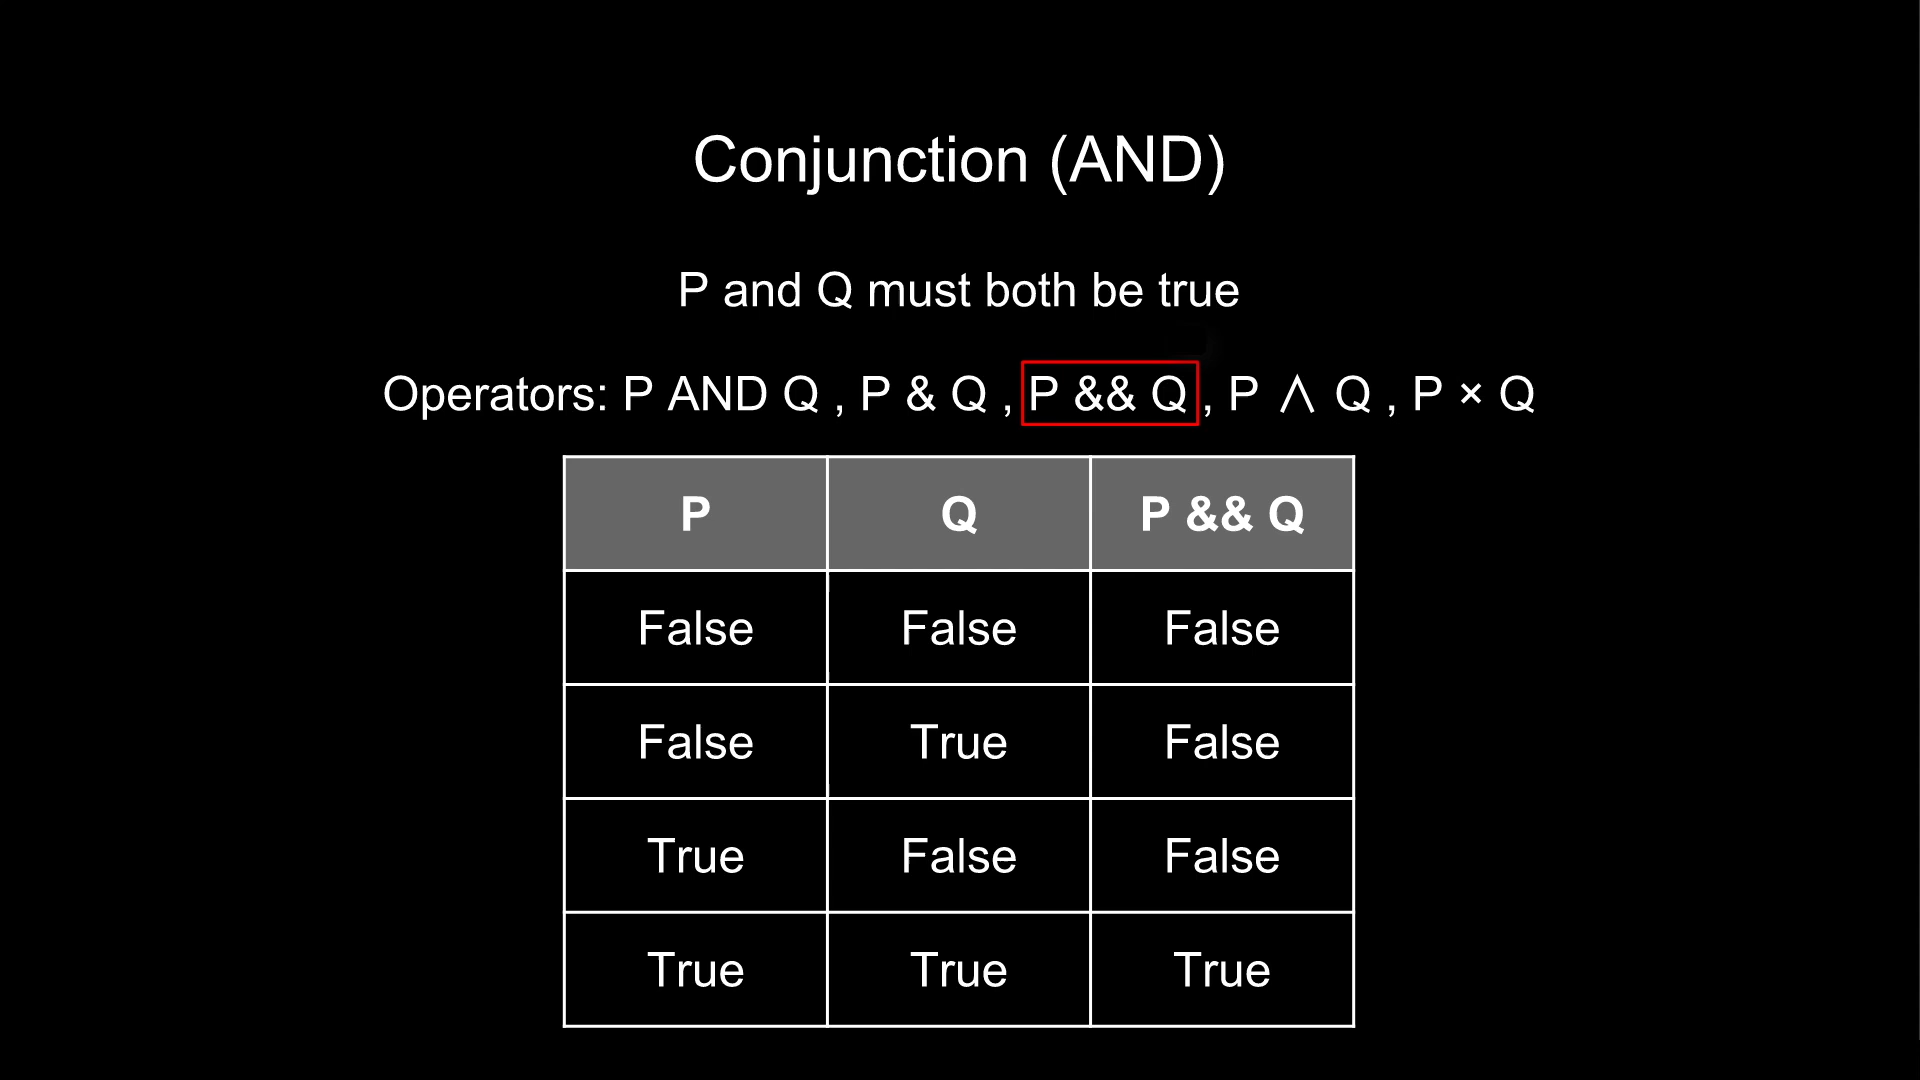 Conjunction (AND)
P and Q must both be true
Operators: P AND Q , P & Q , P && Q , P ∧ Q , P × Q
P Q P && Q
False False False
False True False
True False False
True True True